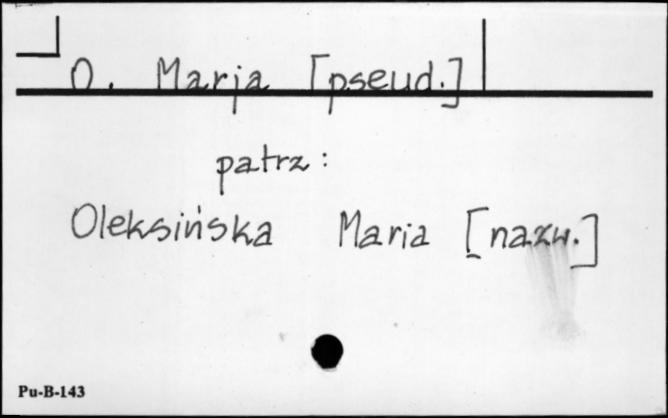 O. Marja [pseud.]
patrz:
Oleksińska Maria [nazw.]
Pu-B-143